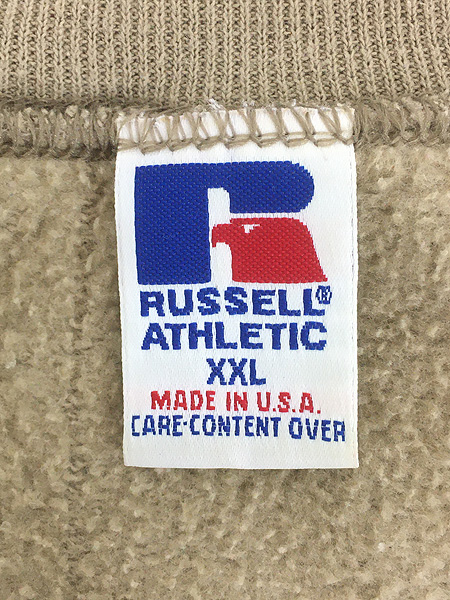 RUSSELL®
ATHLETIC
XXL
MADE IN U.S.A.
CARE-CONTENT OVER